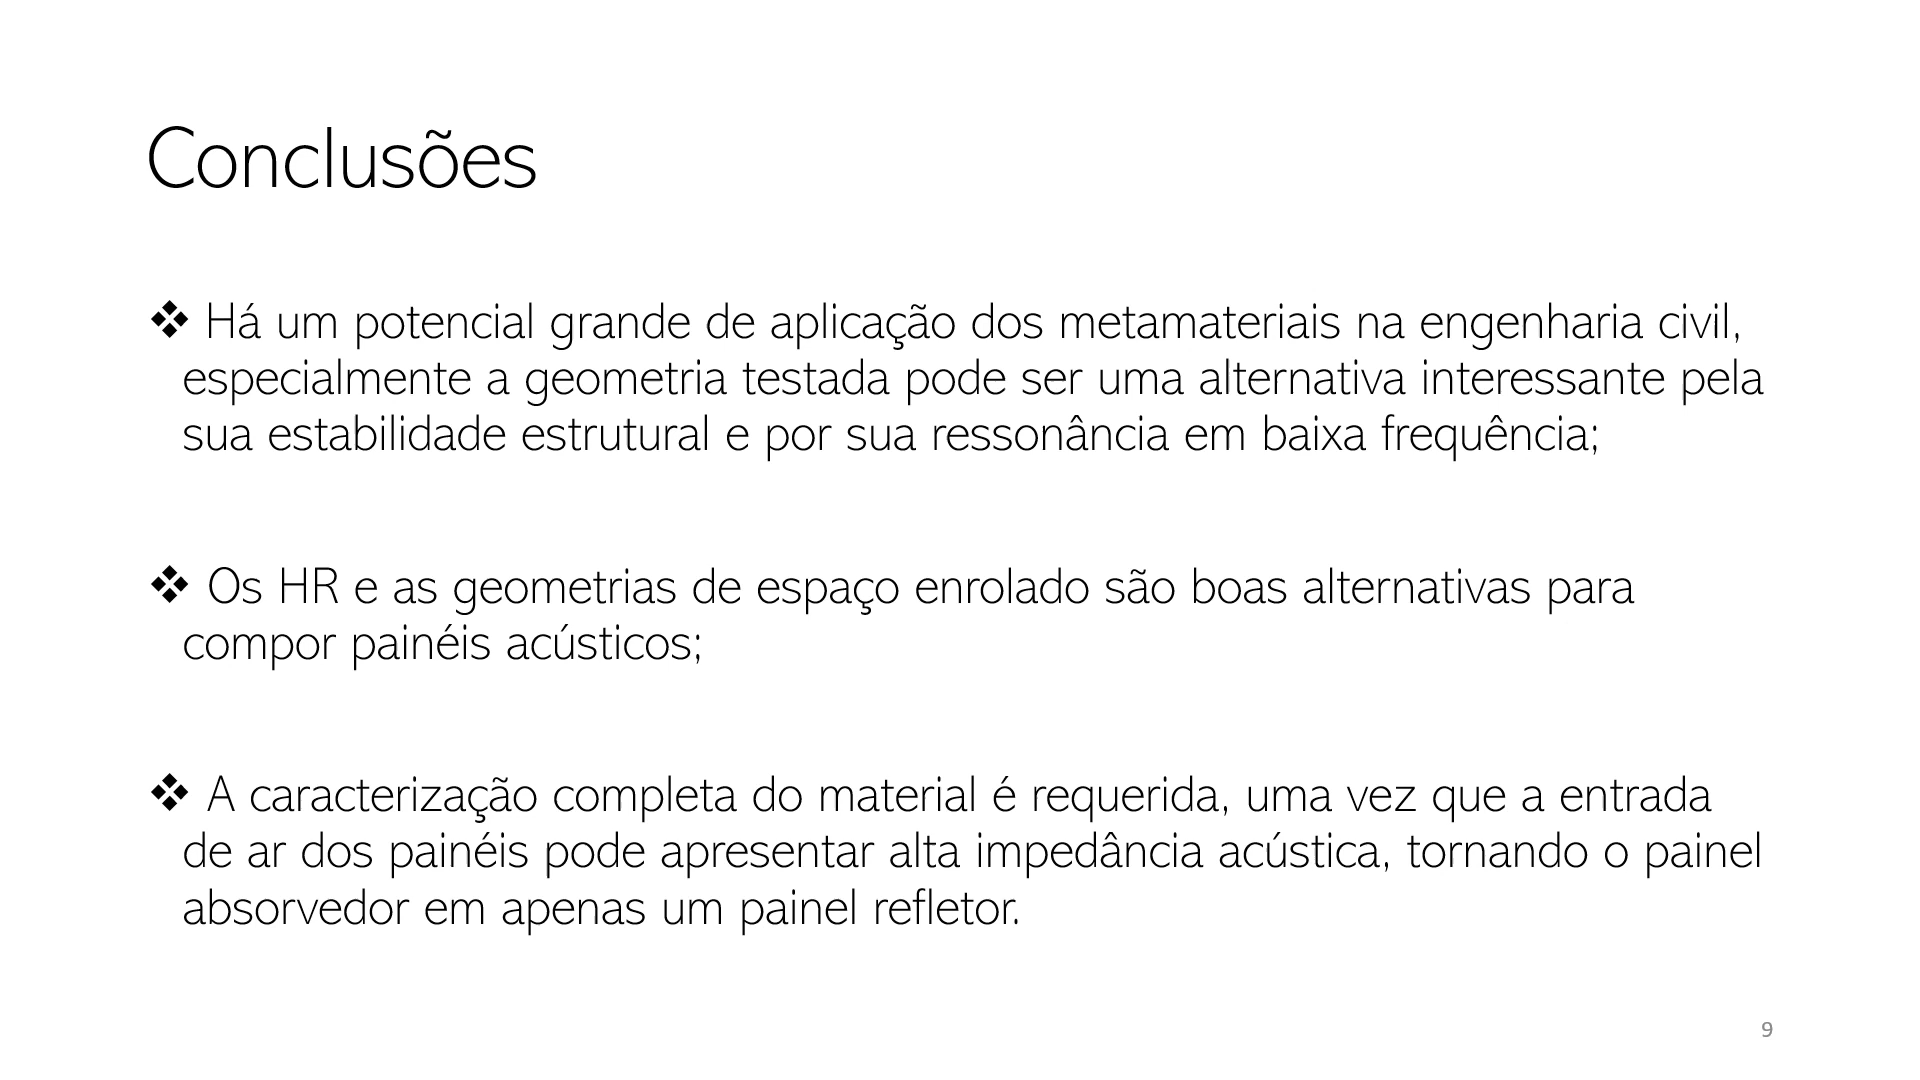 Conclusões
❖ Há um potencial grande de aplicação dos metamateriais na engenharia civil,
especialmente a geometria testada pode ser uma alternativa interessante pela
sua estabilidade estrutural e por sua ressonância em baixa frequência;
❖ Os HR e as geometrias de espaço enrolado são boas alternativas para
compor painéis acústicos;
❖ A caracterização completa do material é requerida, uma vez que a entrada
de ar dos painéis pode apresentar alta impedância acústica, tornando o painel
absorvedor em apenas um painel refletor.
9